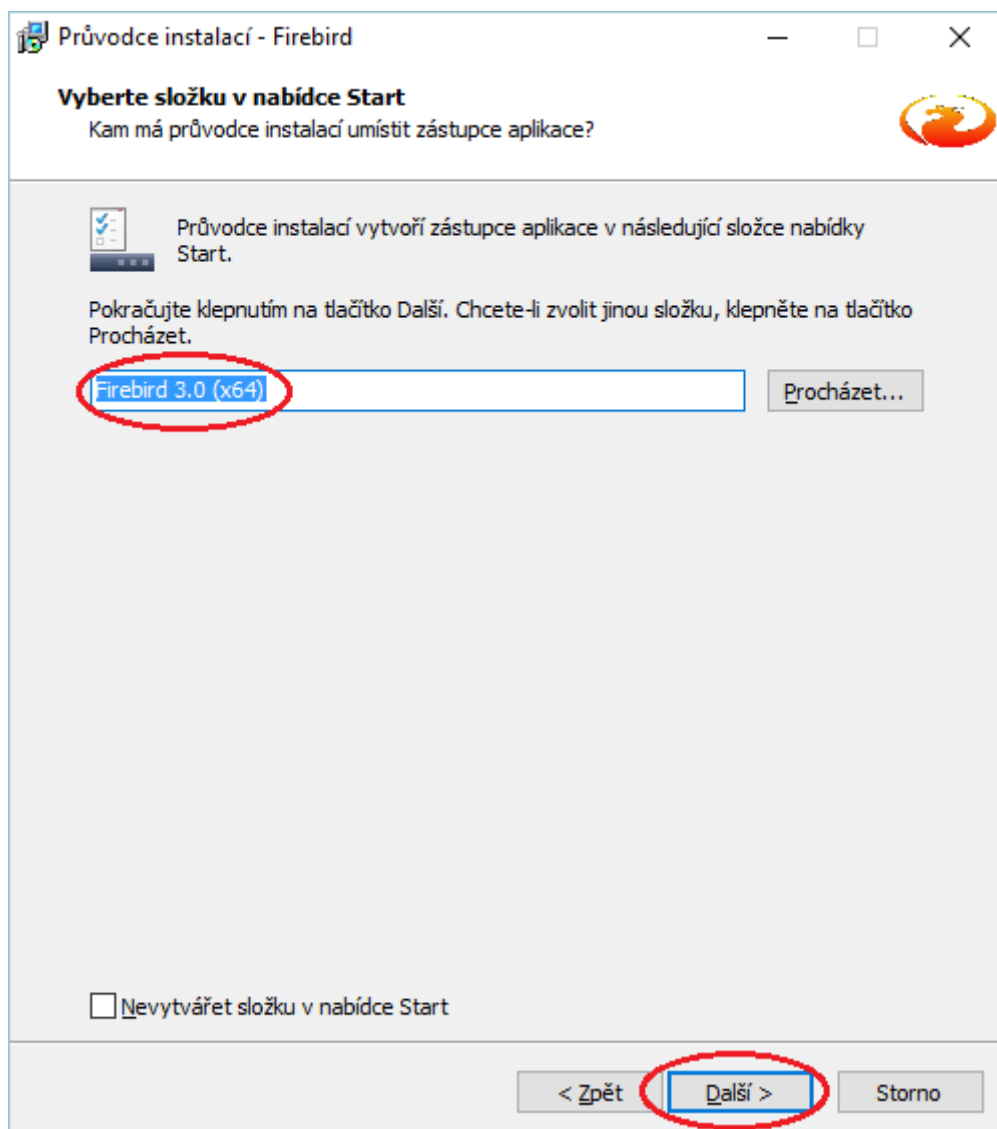 Průvodce instalací - Firebird
Vyberte složku v nabídce Start
Kam má průvodce instalací umístit zástupce aplikace?
Průvodce instalací vytvoří zástupce aplikace v následující složce nabídky
Start.
Pokračujte klepnutím na tlačítko Další. Chcete-li zvolit jinou složku, klepněte na tlačítko
Procházet.
Firebird 3.0 (x64)
Procházet...
Nevytvářet složku v nabídce Start
< Zpět
Další >
Storno